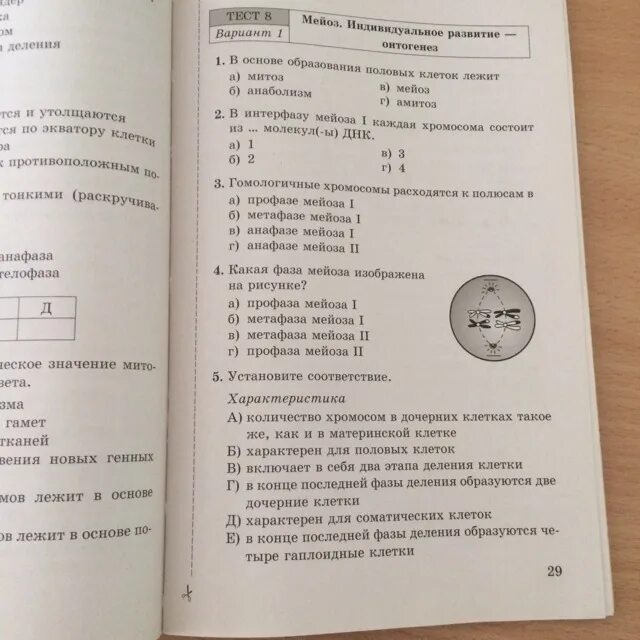 ка
ом
а деления
тся и утолщаются
тся по экватору клетки
ра
к противоположным по-
тонкими (раскручива-
анафаза
телофаза
Д
ческое значение мито-
вета.
зма
гамет
тканей
вения новых генных
мов лежит в основе
ов лежит в основе по-
ТЕСТ 8
Вариант 1
Мейоз. Индивидуальное развитие —
онтогенез
1. В основе образования половых клеток лежит
а) митоз
б) анаболизм
в) мейоз
г) амитоз
2. В интерфазу мейоза I каждая хромосома состоит
из ... молекул(-ы) ДНК.
а) 1
б) 2
в) 3
г) 4
3. Гомологичные хромосомы расходятся к полюсам в
а) профазе мейоза I
б) метафазе мейоза I
в) анафазе мейоза I
г) анафазе мейоза II
4. Какая фаза мейоза изображена
на рисунке?
а) профаза мейоза I
б) метафаза мейоза I
в) метафаза мейоза II
г) профаза мейоза II
5. Установите соответствие.
Характеристика
А) количество хромосом в дочерних клетках такое
же, как и в материнской клетке
Б) характерен для половых клеток
В) включает в себя два этапа деления клетки
Г) в конце последней фазы деления образуются две
дочерние клетки
Д) характерен для соматических клеток
Е) в конце последней фазы деления образуются че-
тыре гаплоидные клетки
29